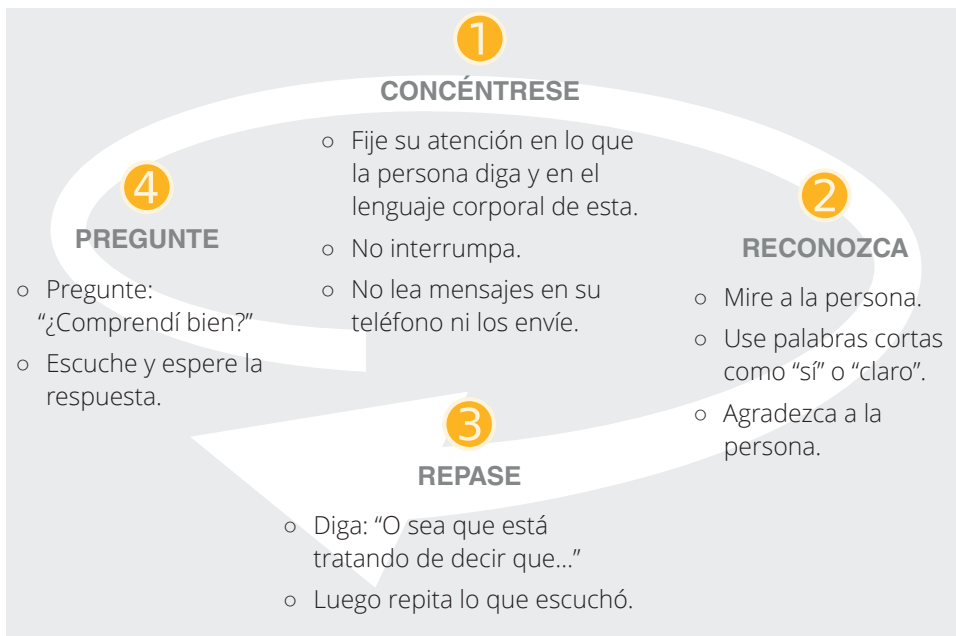 1
CONCÉNTRESE
○ Fije su atención en lo que
la persona diga y en el
lenguaje corporal de esta.
○ No interrumpa.
○ No lea mensajes en su
teléfono ni los envíe.
2
RECONOZCA
○ Mire a la persona.
○ Use palabras cortas
como “sí” o “claro”.
○ Agradezca a la
persona.
3
REPASE
○ Diga: “O sea que está
tratando de decir que...”
○ Luego repita lo que escuchó.
4
PREGUNTE
○ Pregunte:
“¿Comprendí bien?”
○ Escuche y espere la
respuesta.